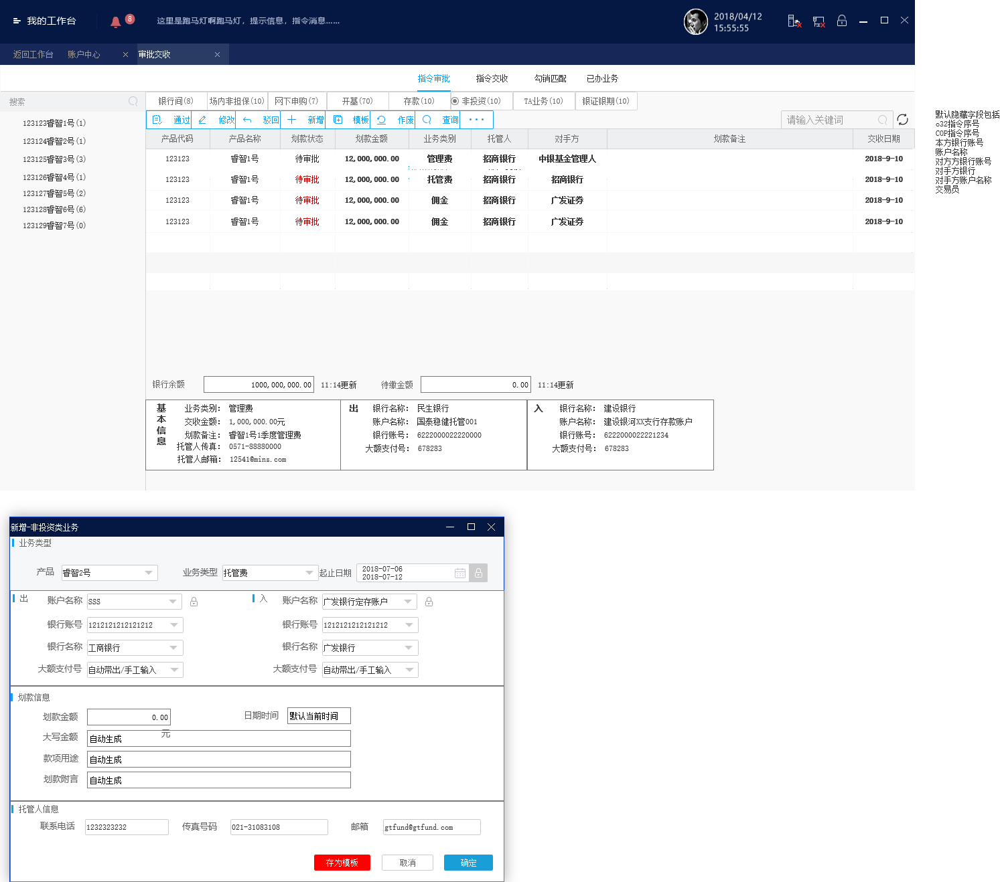 我的工作台
8
这里是跑马灯啊跑马灯，提示信息，指令消息……
2018/04/12
15:55:55
返回工作台 账户中心 审批交收
指令审批 指令交收 勾销匹配 已办业务
搜索
银行间(8) 场内非担保(10) 网下申购(7) 开基(70) 存款(10) 非投资(10) TA业务(10) 银证银期(10)
通过 修改 驳回 新增 模板 作废 查询 ··· 请输入关键词
123123睿智1号(1)
123124睿智2号(1)
123125睿智3号(3)
123126睿智4号(1)
123127睿智5号(2)
123128睿智6号(6)
123129睿智7号(0)
产品代码 产品名称 划款状态 划款金额 业务类别 托管人 对手方 划款备注 交收日期
123123 睿智1号 待审批 12,000,000.00 管理费 招商银行 中银基金管理人 2018-9-10
123123 睿智1号 待审批 12,000,000.00 托管费 招商银行 招商银行 2018-9-10
123123 睿智1号 待审批 12,000,000.00 佣金 招商银行 广发证券 2018-9-10
123123 睿智1号 待审批 12,000,000.00 佣金 招商银行 广发证券 2018-9-10
默认隐藏字段包括
o32指令序号
COP指令序号
本方银行账号
账户名称
对方方银行账号
对手方银行
对手方账户名称
交易员
银行余额 1000,000,000.00 11:14更新 待缴金额 0.00 11:14更新
基本信息
业务类别： 管理费
交收金额： 1,000,000.00元
划款备注： 睿智1号1季度管理费
托管人传真： 0571-88880000
托管人邮箱： 12541@mins.com
出
银行名称： 民生银行
账户名称： 国泰稳健托管001
银行账号： 6222000022220000
大额支付号： 678283
入
银行名称： 建设银行
账户名称： 建设银河XX支行存款账户
银行账号： 6222000022221234
大额支付号： 678283
新增-非投资类业务
业务类型
产品 睿智2号 业务类型 托管费 起止日期 2018-07-06
2018-07-12
出 账户名称 SSS
银行账号 1212121212121212
银行名称 工商银行
大额支付号 自动带出/手工输入
入 账户名称 广发银行定存账户
银行账号 1212121212121212
银行名称 广发银行
大额支付号 自动带出/手工输入
划款信息
划款金额 0.00 元 日期时间 默认当前时间
大写金额 自动生成
款项用途 自动生成
划款附言 自动生成
托管人信息
联系电话 1232323232 传真号码 021-31083108 邮箱 gtfund@gtfund.com
存为模板 取消 确定